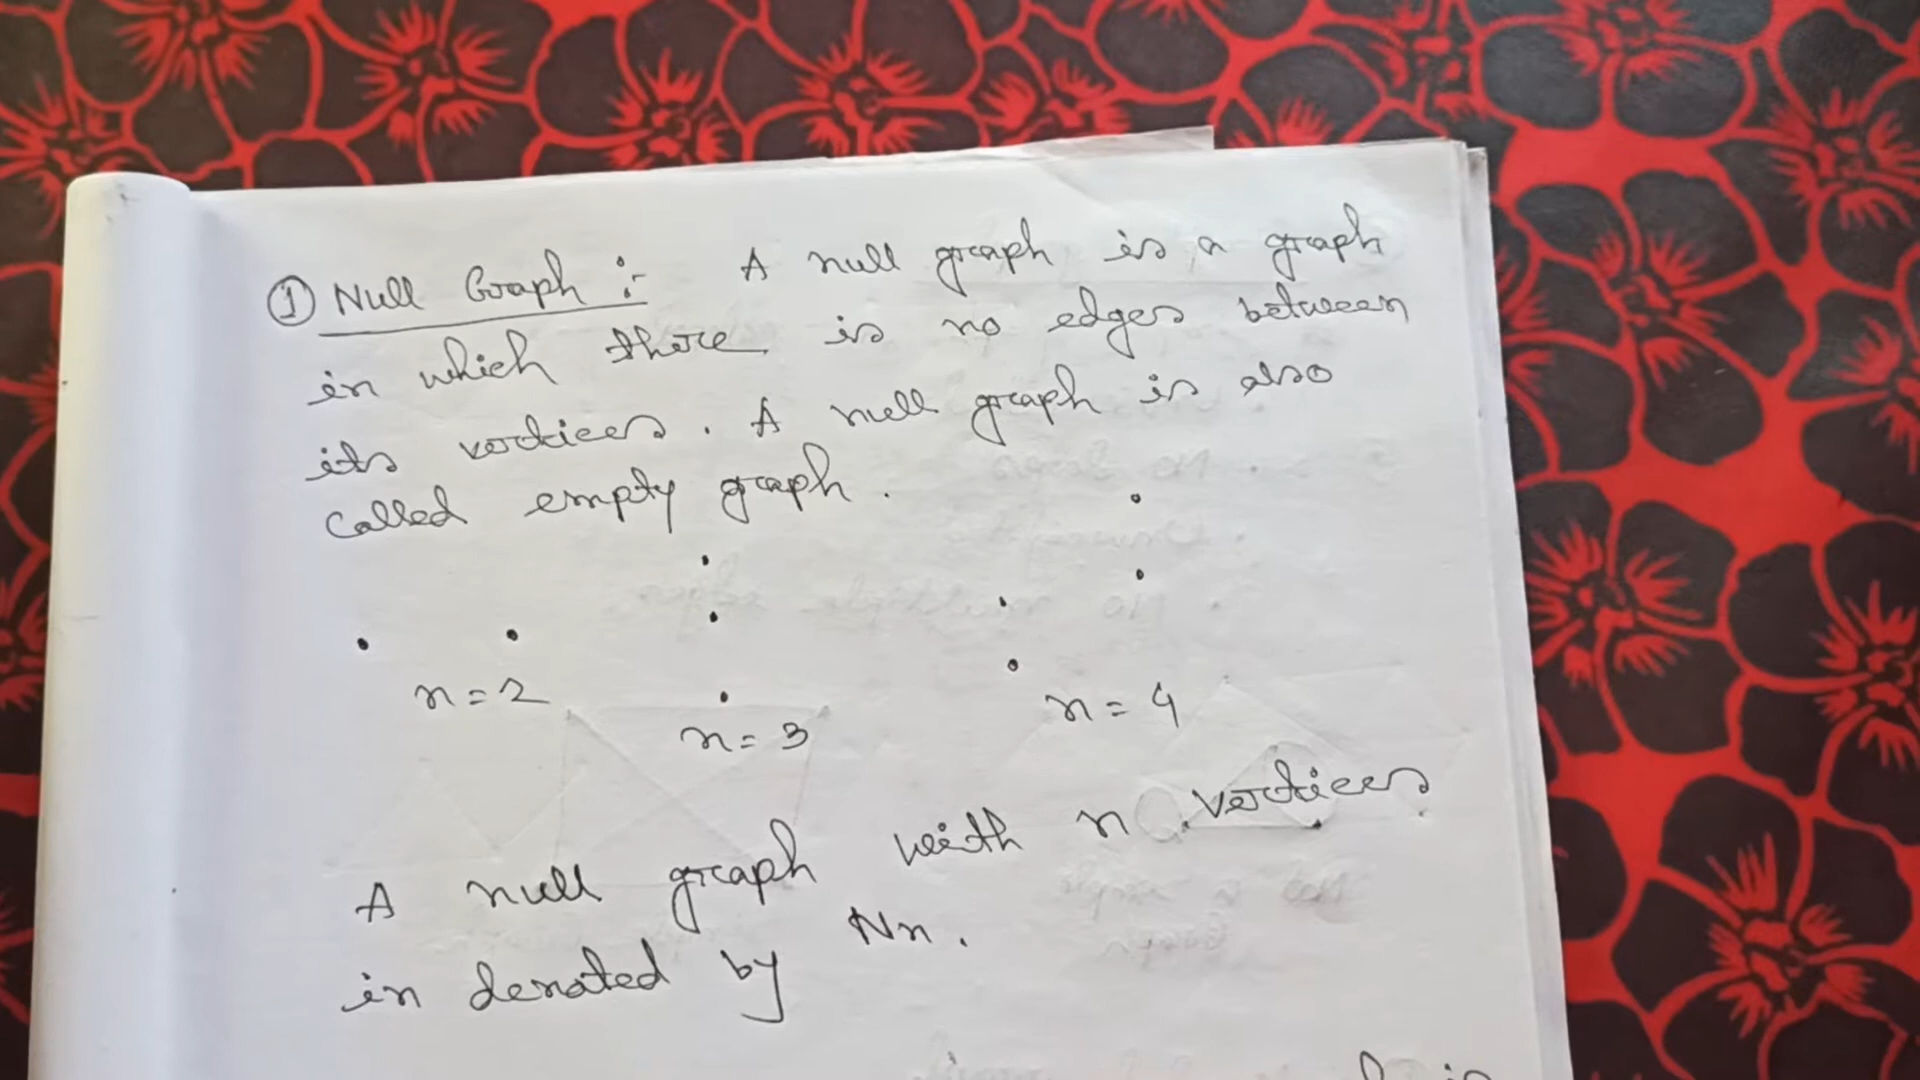 ① Null Graph :- A null graph is a graph
in which there is no edges between
its vertices. A null graph is also
called empty graph.
n = 2
n = 3
n = 4
A null graph with n vertices
in denoted by Nn.